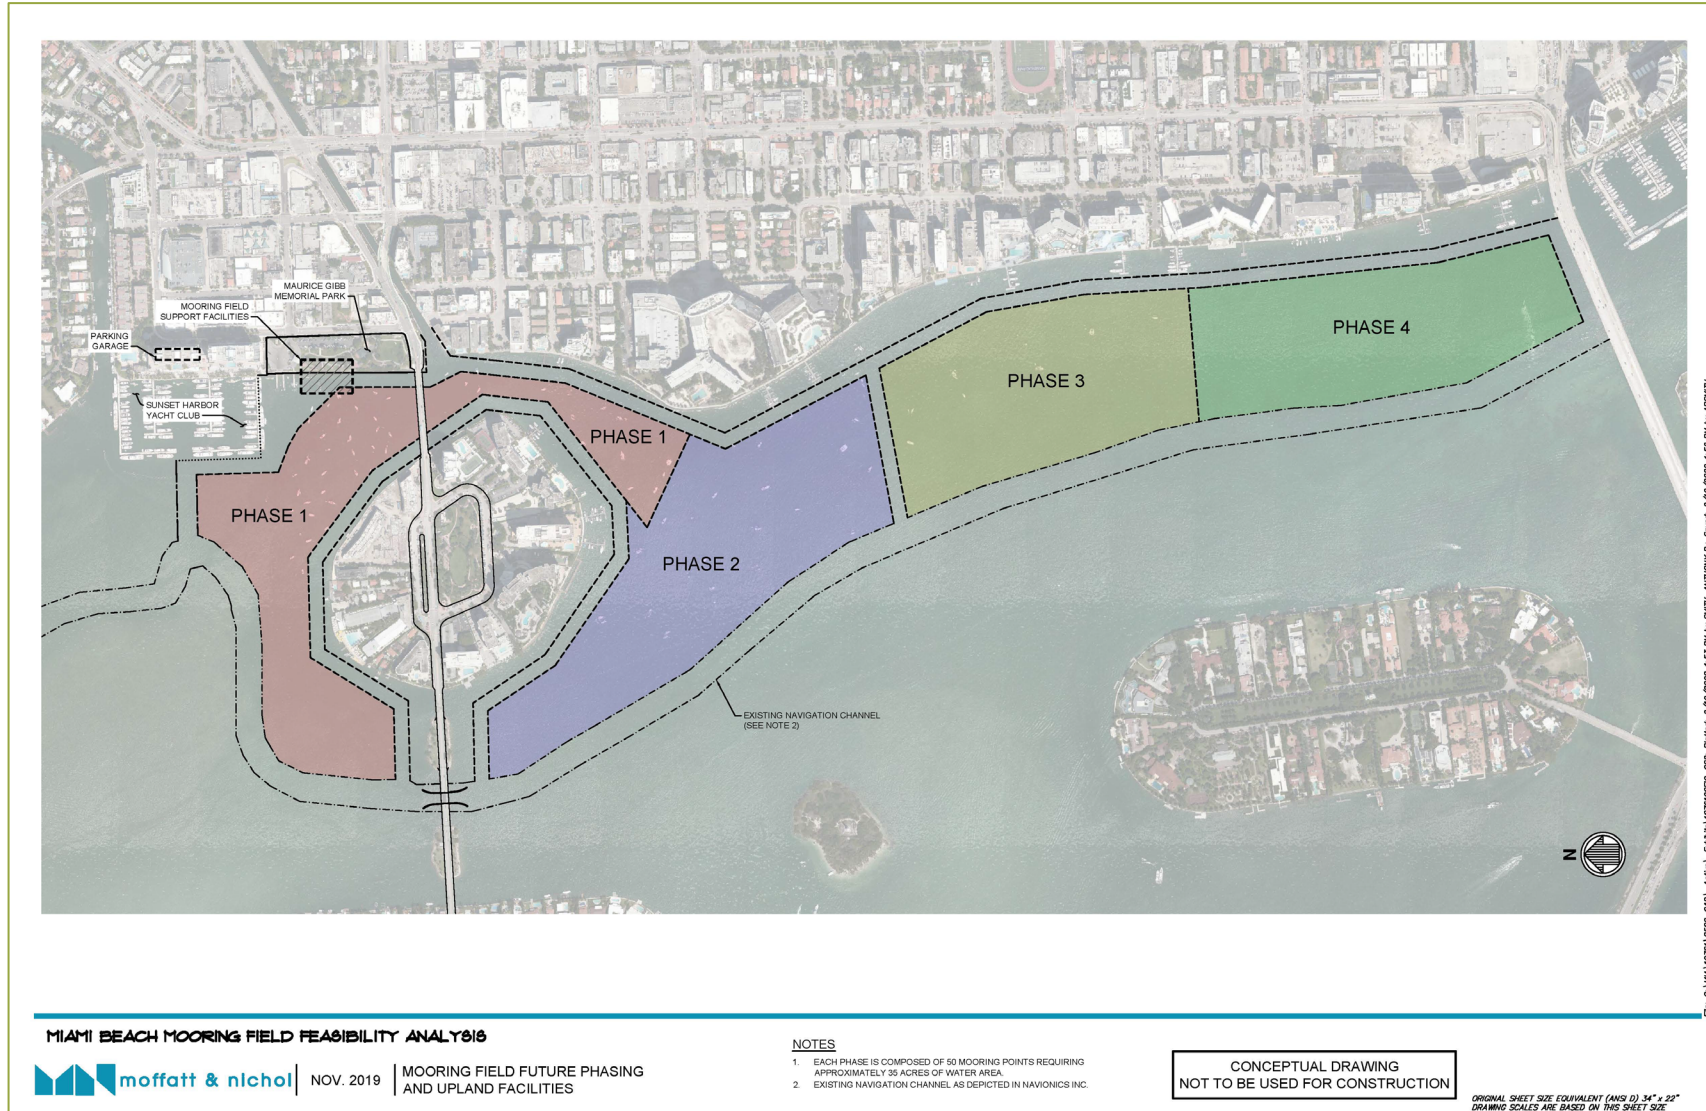 MAURICE GIBB
MEMORIAL PARK
MOORING FIELD
SUPPORT FACILITIES
PARKING
GARAGE
SUNSET HARBOR
YACHT CLUB
PHASE 1
PHASE 1
PHASE 2
PHASE 3
PHASE 4
EXISTING NAVIGATION CHANNEL
(SEE NOTE 2)
N
MIAMI BEACH MOORING FIELD FEASIBILITY ANALYSIS
moffatt & nichol
NOV. 2019
MOORING FIELD FUTURE PHASING
AND UPLAND FACILITIES
NOTES
1. EACH PHASE IS COMPOSED OF 50 MOORING POINTS REQUIRING
APPROXIMATELY 35 ACRES OF WATER AREA.
2. EXISTING NAVIGATION CHANNEL AS DEPICTED IN NAVIONICS INC.
CONCEPTUAL DRAWING
NOT TO BE USED FOR CONSTRUCTION
ORIGINAL SHEET SIZE EQUIVALENT (ANSI D) 34" x 22"
DRAWING SCALES ARE BASED ON THIS SHEET SIZE